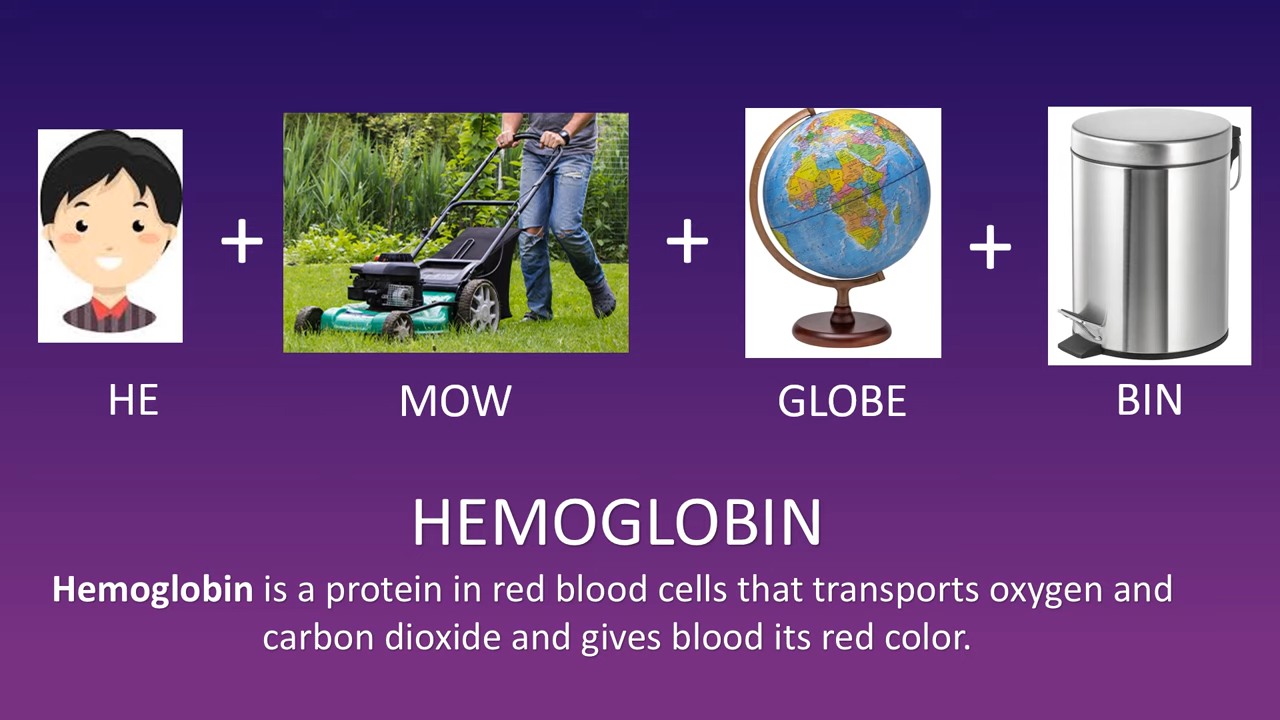 + + +
HE MOW GLOBE BIN
HEMOGLOBIN
Hemoglobin is a protein in red blood cells that transports oxygen and
carbon dioxide and gives blood its red color.